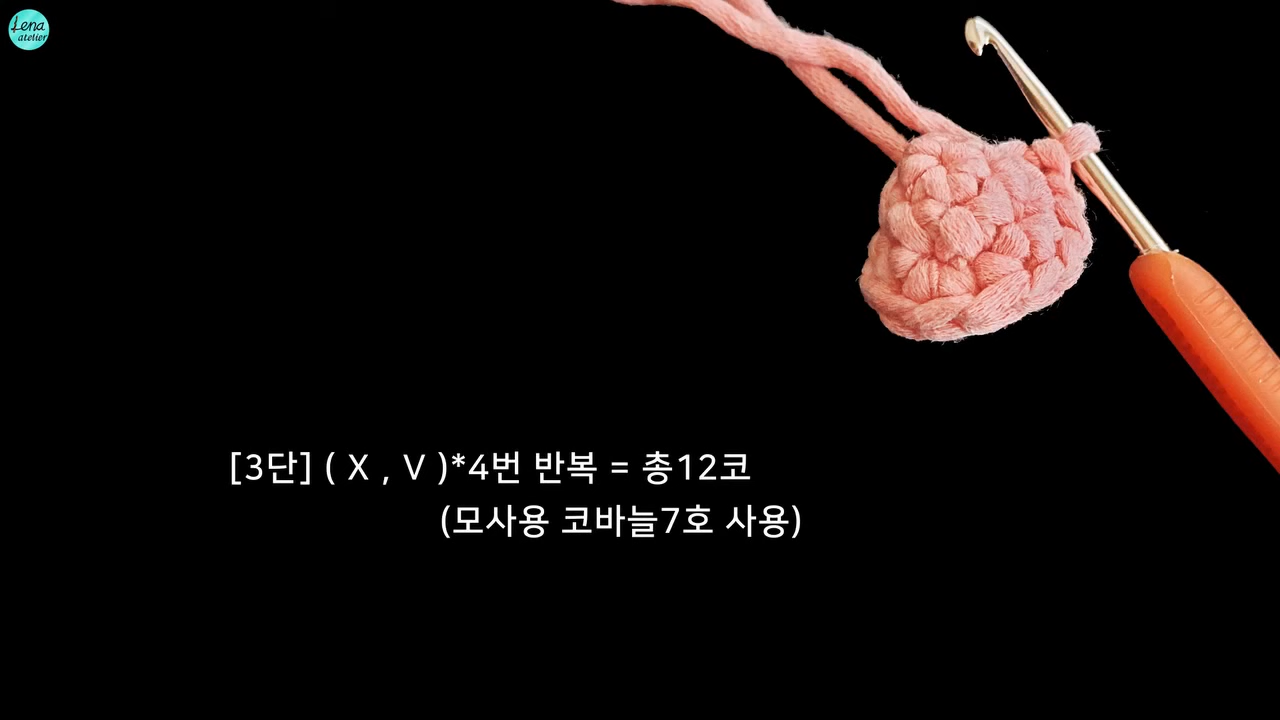 Lena
atelier
[3단] ( X , V )*4번 반복 = 총12코
(모사용 코바늘7호 사용)